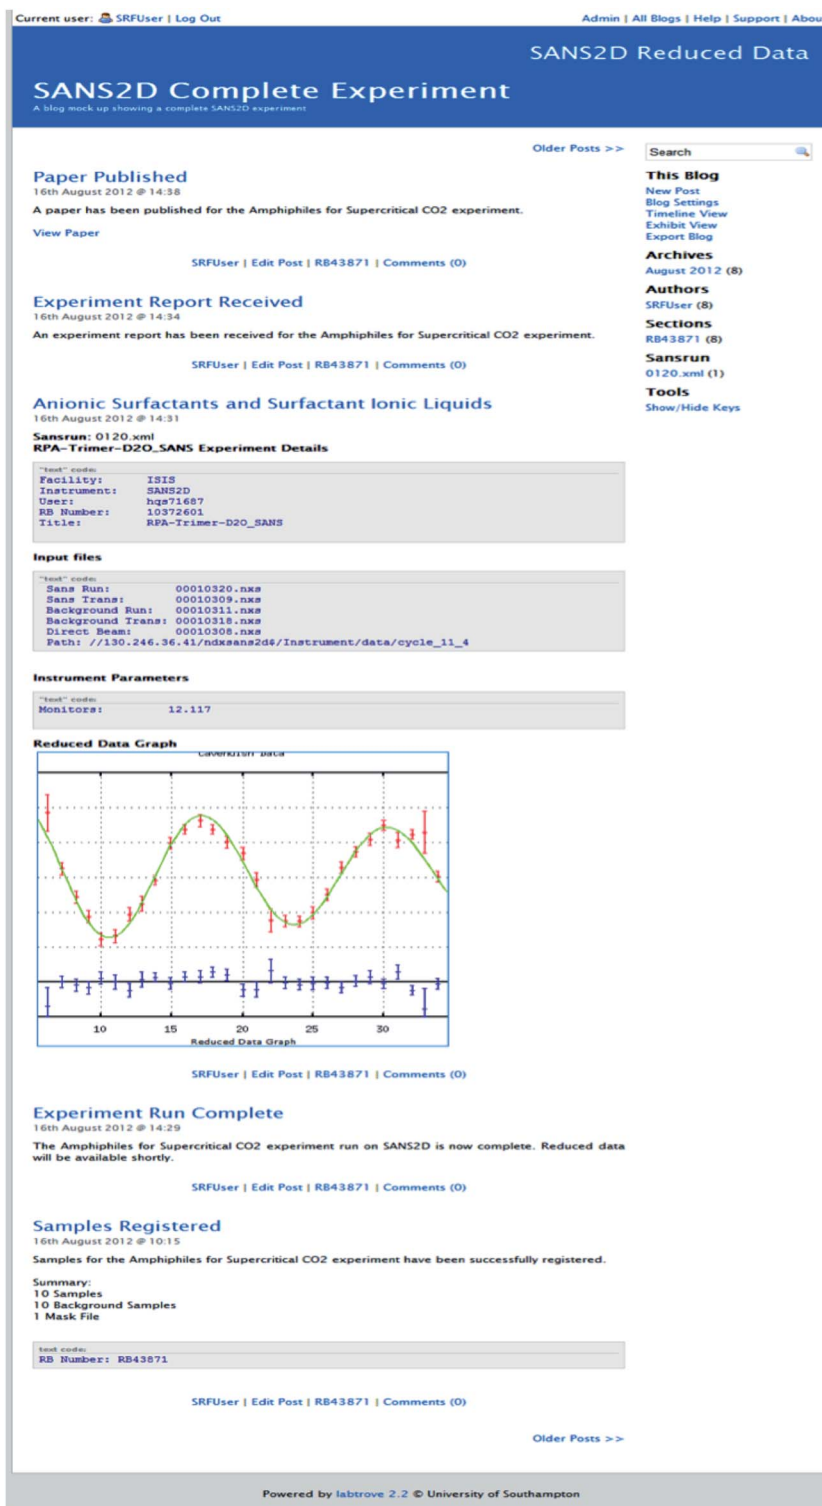 Current user: SRFUser | Log Out
Admin | All Blogs | Help | Support | Abou
SANS2D Reduced Data
SANS2D Complete Experiment
A blog mock up showing a complete SANS2D experiment
Older Posts >>
Paper Published
16th August 2012 @ 14:38
A paper has been published for the Amphiphiles for Supercritical CO2 experiment.
View Paper
SRFUser | Edit Post | RB43871 | Comments (0)
Experiment Report Received
16th August 2012 @ 14:34
An experiment report has been received for the Amphiphiles for Supercritical CO2 experiment.
SRFUser | Edit Post | RB43871 | Comments (0)
Anionic Surfactants and Surfactant Ionic Liquids
16th August 2012 @ 14:31
Sansrun: 0120.xml
RPA-Trimer-D2O_SANS Experiment Details
"text" code:
Facility: ISIS
Instrument: SANS2D
User: hqs71687
RB Number: 10372601
Title: RPA-Trimer-D2O_SANS
Input files
"text" code:
Sans Run: 00010320.nxs
Sans Trans: 00010309.nxs
Background Run: 00010311.nxs
Background Trans: 00010318.nxs
Direct Beam: 00010308.nxs
Path: //130.246.36.41/ndxsans2d$/Instrument/data/cycle_11_4
Instrument Parameters
"text" code:
Monitors: 12.117
Reduced Data Graph
Cavendish Data
10 15 20 25 30
Reduced Data Graph
SRFUser | Edit Post | RB43871 | Comments (0)
Experiment Run Complete
16th August 2012 @ 14:29
The Amphiphiles for Supercritical CO2 experiment run on SANS2D is now complete. Reduced data
will be available shortly.
SRFUser | Edit Post | RB43871 | Comments (0)
Samples Registered
16th August 2012 @ 10:15
Samples for the Amphiphiles for Supercritical CO2 experiment have been successfully registered.
Summary:
10 Samples
10 Background Samples
1 Mask File
text code:
RB Number: RB43871
SRFUser | Edit Post | RB43871 | Comments (0)
Older Posts >>
Search
This Blog
New Post
Blog Settings
Timeline View
Exhibit View
Export Blog
Archives
August 2012 (8)
Authors
SRFUser (8)
Sections
RB43871 (8)
Sansrun
0120.xml (1)
Tools
Show/Hide Keys
Powered by labtrove 2.2 © University of Southampton